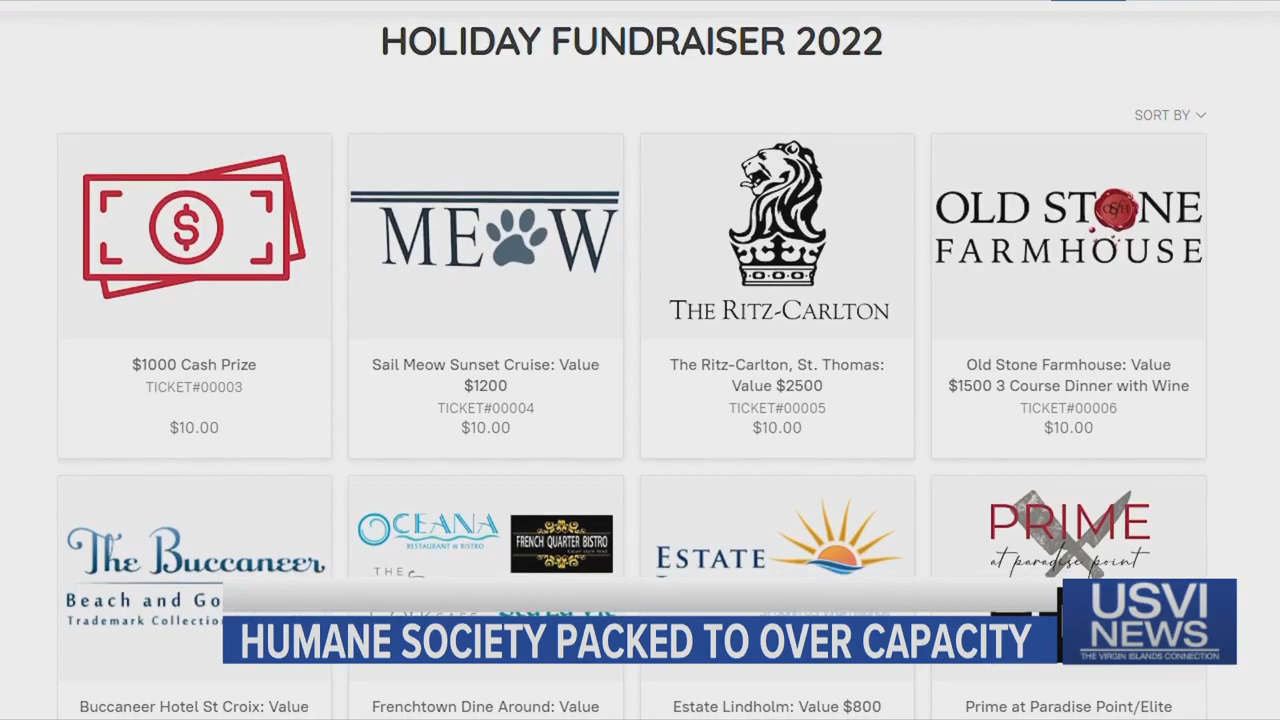 HOLIDAY FUNDRAISER 2022
SORT BY
$
MEOW
THE RITZ-CARLTON
OLD STONE
OSFH
FARMHOUSE
$1000 Cash Prize
TICKET#00003
$10.00
Sail Meow Sunset Cruise: Value
$1200
TICKET#00004
$10.00
The Ritz-Carlton, St. Thomas:
Value $2500
TICKET#00005
$10.00
Old Stone Farmhouse: Value
$1500 3 Course Dinner with Wine
TICKET#00006
$10.00
The Buccaneer
Beach and Go
Trademark Collection
OCEANA
RESTAURANT & BISTRO
FRENCH QUARTER BISTRO
THE
ESTATE
PRIME
at paradise point
HUMANE SOCIETY PACKED TO OVER CAPACITY
USVI
NEWS
THE VIRGIN ISLANDS CONNECTION
Buccaneer Hotel St Croix: Value
Frenchtown Dine Around: Value
Estate Lindholm: Value $800
Prime at Paradise Point/Elite